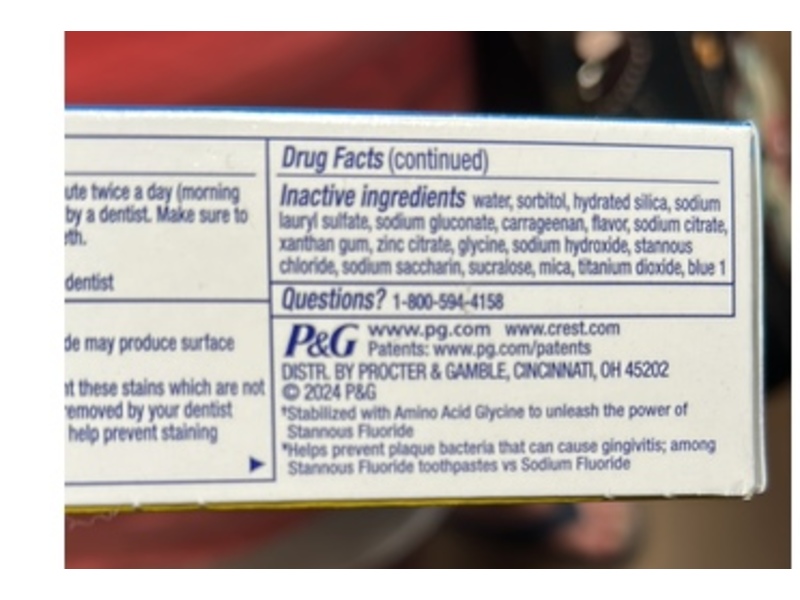 ute twice a day (morning
by a dentist. Make sure to
eth.
dentist
de may produce surface
nt these stains which are not
removed by your dentist
help prevent staining
Drug Facts (continued)
Inactive ingredients water, sorbitol, hydrated silica, sodium
lauryl sulfate, sodium gluconate, carrageenan, flavor, sodium citrate,
xanthan gum, zinc citrate, glycine, sodium hydroxide, stannous
chloride, sodium saccharin, sucralose, mica, titanium dioxide, blue 1
Questions? 1-800-594-4158
P&G www.pg.com www.crest.com
Patents: www.pg.com/patents
DISTR. BY PROCTER & GAMBLE, CINCINNATI, OH 45202
© 2024 P&G
*Stabilized with Amino Acid Glycine to unleash the power of
Stannous Fluoride
"Helps prevent plaque bacteria that can cause gingivitis; among
Stannous Fluoride toothpastes vs Sodium Fluoride